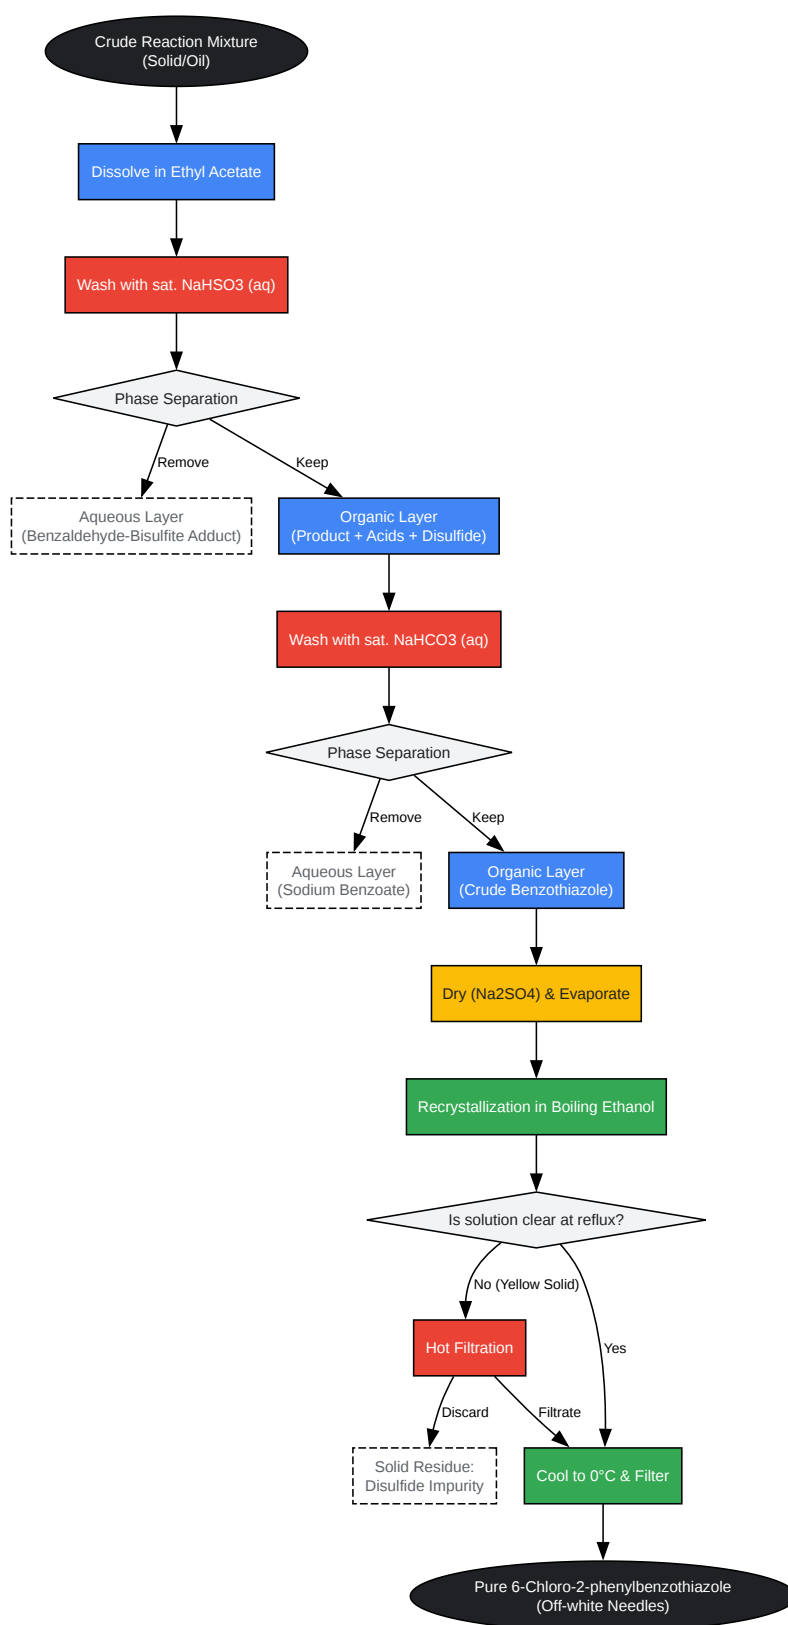 Crude Reaction Mixture
(Solid/Oil)
Dissolve in Ethyl Acetate
Wash with sat. NaHSO3 (aq)
Phase Separation
Remove
Keep
Aqueous Layer
(Benzaldehyde-Bisulfite Adduct)
Organic Layer
(Product + Acids + Disulfide)
Wash with sat. NaHCO3 (aq)
Phase Separation
Remove
Keep
Aqueous Layer
(Sodium Benzoate)
Organic Layer
(Crude Benzothiazole)
Dry (Na2SO4) & Evaporate
Recrystallization in Boiling Ethanol
Is solution clear at reflux?
No (Yellow Solid)
Yes
Hot Filtration
Discard
Filtrate
Solid Residue:
Disulfide Impurity
Cool to 0°C & Filter
Pure 6-Chloro-2-phenylbenzothiazole
(Off-white Needles)